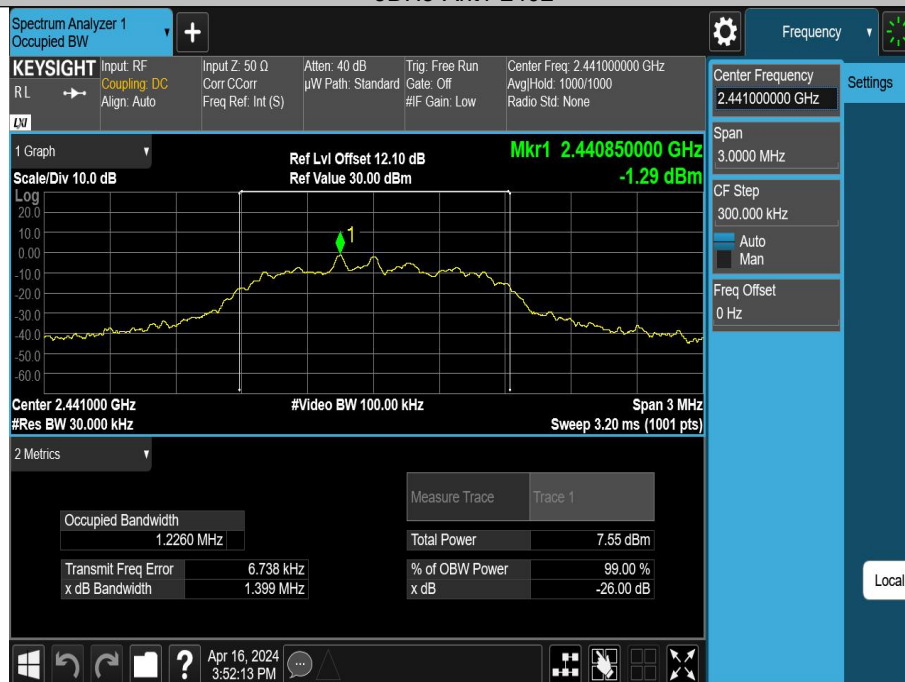 Spectrum Analyzer 1
Occupied BW
Frequency
KEYSIGHT
RL
LXI
Input: RF
Coupling: DC
Align: Auto
Input Z: 50 Ω
Corr CCorr
Freq Ref: Int (S)
Atten: 40 dB
µW Path: Standard
Trig: Free Run
Gate: Off
#IF Gain: Low
Center Freq: 2.441000000 GHz
Avg|Hold: 1000/1000
Radio Std: None
Center Frequency
2.441000000 GHz
Settings
Span
3.0000 MHz
CF Step
300.000 kHz
Auto
Man
Freq Offset
0 Hz
Local
1 Graph
Scale/Div 10.0 dB
Ref Lvl Offset 12.10 dB
Ref Value 30.00 dBm
Mkr1 2.440850000 GHz
-1.29 dBm
Log
20.0
10.0
0.00
-10.0
-20.0
-30.0
-40.0
-50.0
-60.0
1
Center 2.441000 GHz
#Res BW 30.000 kHz
#Video BW 100.00 kHz
Span 3 MHz
Sweep 3.20 ms (1001 pts)
2 Metrics
Measure Trace
Trace 1
Occupied Bandwidth
1.2260 MHz
Total Power
7.55 dBm
Transmit Freq Error
6.738 kHz
% of OBW Power
99.00 %
x dB Bandwidth
1.399 MHz
x dB
-26.00 dB
?
Apr 16, 2024
3:52:13 PM